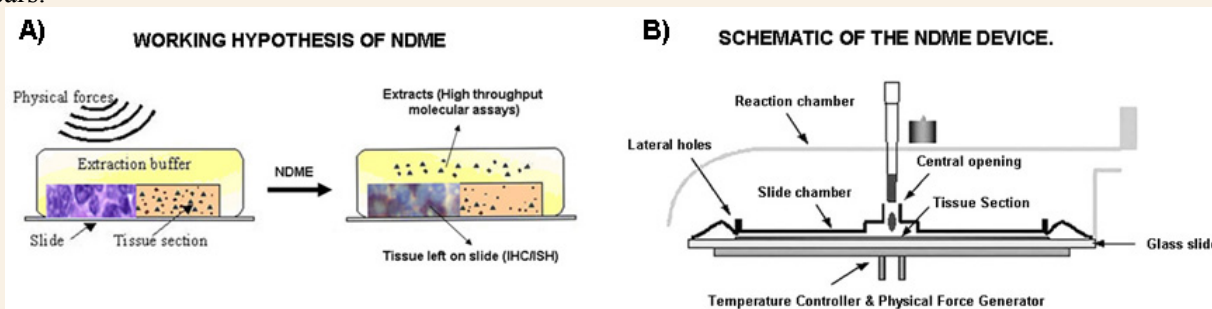 A)
WORKING HYPOTHESIS OF NDME
Physical forces
Extraction buffer
Slide
Tissue section
NDME
Extracts (High throughput
molecular assays)
Tissue left on slide (IHC/ISH)
B)
SCHEMATIC OF THE NDME DEVICE.
Reaction chamber
Lateral holes
Central opening
Slide chamber
Tissue Section
Glass slide
Temperature Controller & Physical Force Generator